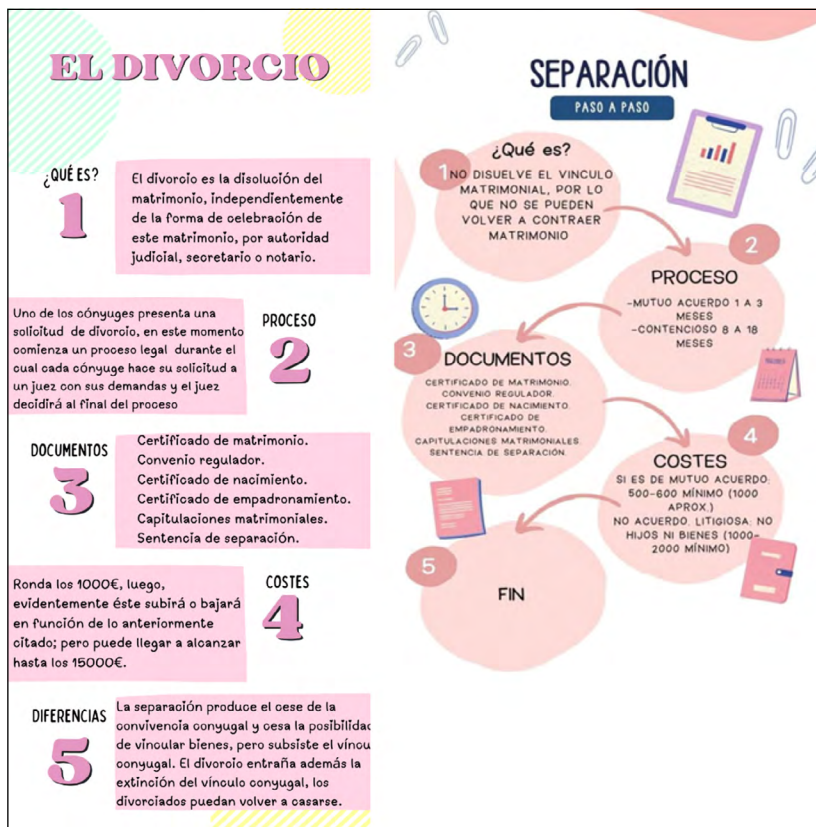 EL DIVORCIO
¿QUÉ ES?
1
El divorcio es la disolución del
matrimonio, independientemente
de la forma de celebración de
este matrimonio, por autoridad
judicial, secretario o notario.
Uno de los cónyuges presenta una
solicitud de divorcio, en este momento
comienza un proceso legal durante el
cual cada cónyuge hace su solicitud a
un juez con sus demandas y el juez
decidirá al final del proceso
PROCESO
2
DOCUMENTOS
3
Certificado de matrimonio.
Convenio regulador.
Certificado de nacimiento.
Certificado de empadronamiento.
Capitulaciones matrimoniales.
Sentencia de separación.
Ronda los 1000€, luego,
evidentemente éste subirá o bajará
en función de lo anteriormente
citado; pero puede llegar a alcanzar
hasta los 15000€.
COSTES
4
DIFERENCIAS
5
La separación produce el cese de la
convivencia conyugal y cesa la posibilidad
de vincular bienes, pero subsiste el víncu
conyugal. El divorcio entraña además la
extinción del vínculo conyugal, los
divorciados puedan volver a casarse.
SEPARACIÓN
PASO A PASO
1
¿Qué es?
NO DISUELVE EL VINCULO
MATRIMONIAL, POR LO
QUE NO SE PUEDEN
VOLVER A CONTRAER
MATRIMONIO
2
PROCESO
-MUTUO ACUERDO 1 A 3
MESES
-CONTENCIOSO 8 A 18
MESES
3
DOCUMENTOS
CERTIFICADO DE MATRIMONIO.
CONVENIO REGULADOR.
CERTIFICADO DE NACIMIENTO.
CERTIFICADO DE
EMPADRONAMIENTO.
CAPITULACIONES MATRIMONIALES.
SENTENCIA DE SEPARACIÓN.
4
COSTES
SI ES DE MUTUO ACUERDO:
500-600 MÍNIMO (1000
APROX.)
NO ACUERDO, LITIGIOSA: NO
HIJOS NI BIENES (1000-
2000 MÍNIMO)
5
FIN